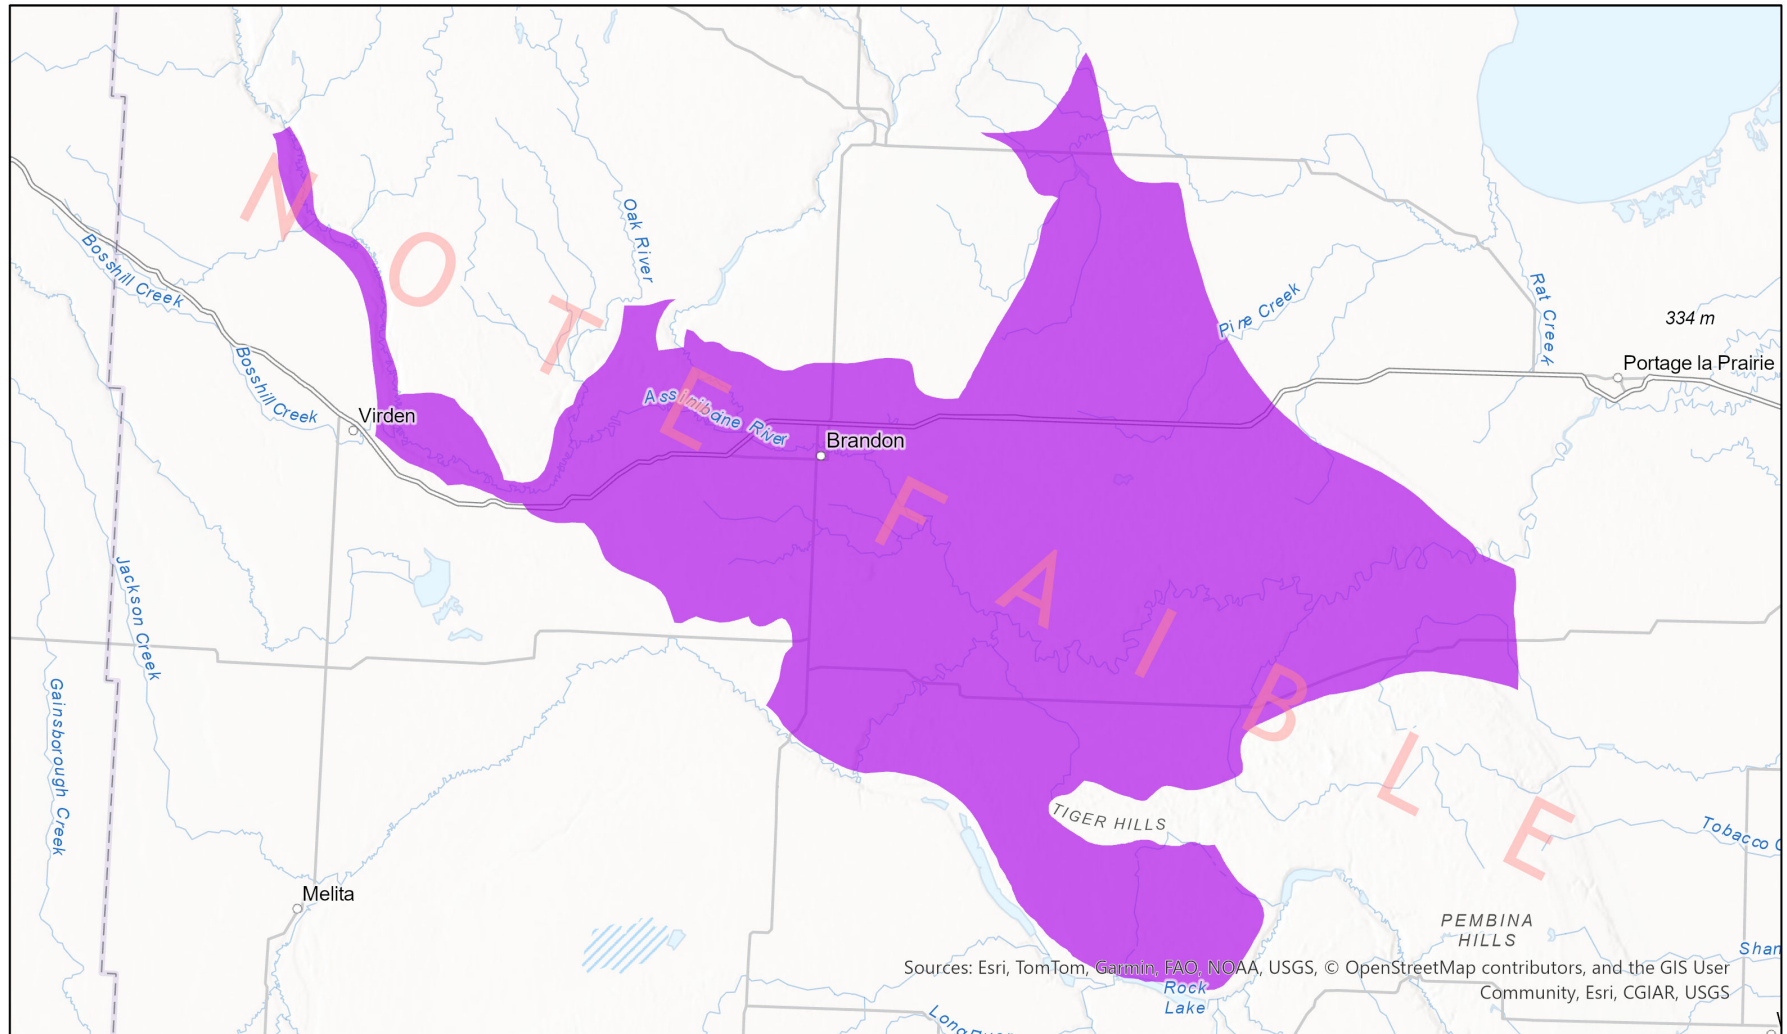 NOTE FAIBLE
Oak River
Bosshill Creek
Pine Creek
Rat Creek
334 m
Portage la Prairie
Bosshill Creek
Virden
Assiniboine River
Brandon
Jackson Creek
Gainsborough Creek
TIGER HILLS
Tobacco C
Melita
PEMBINA
HILLS
Shan
Sources: Esri, TomTom, Garmin, FAO, NOAA, USGS, © OpenStreetMap contributors, and the GIS User
Community, Esri, CGIAR, USGS
Rock
Lake